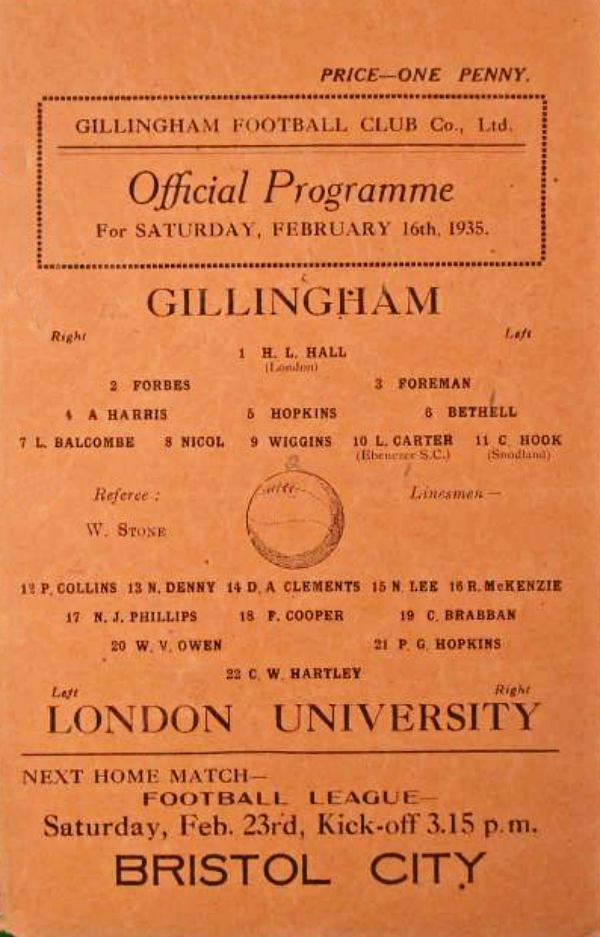 PRICE—ONE PENNY.
GILLINGHAM FOOTBALL CLUB Co., Ltd.
Official Programme
For SATURDAY, FEBRUARY 16th, 1935.
GILLINGHAM
Right Left
1 H. L. HALL
(London)
2 FORBES 3 FOREMAN
4 A HARRIS 5 HOPKINS 6 BETHELL
7 L. BALCOMBE 8 NICOL 9 WIGGINS 10 L. CARTER 11 C. HOOK
(Ebenezer S.C.) (Snodland)
Referee : Linesmen—
W. STONE
12 P. COLLINS 13 N. DENNY 14 D. A CLEMENTS 15 N. LEE 16 R. McKENZIE
17 N. J. PHILLIPS 18 F. COOPER 19 C. BRABBAN
20 W. V. OWEN 21 P. G. HOPKINS
22 C. W. HARTLEY
Left Right
LONDON UNIVERSITY
NEXT HOME MATCH—
FOOTBALL LEAGUE—
Saturday, Feb. 23rd, Kick-off 3.15 p.m.
BRISTOL CITY